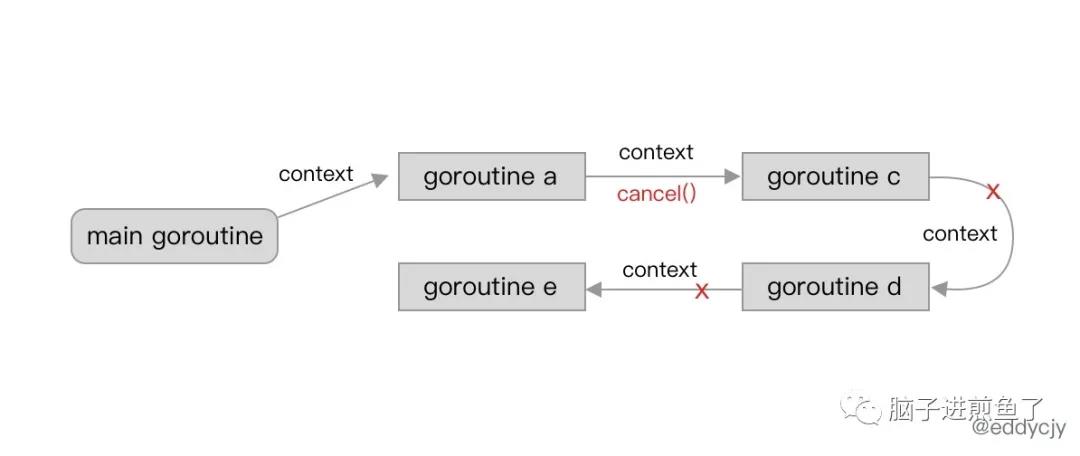 context
goroutine a
context
cancel()
goroutine c
x
main goroutine
context
goroutine e
context
x
goroutine d
脑子进煎鱼了
@eddycjy